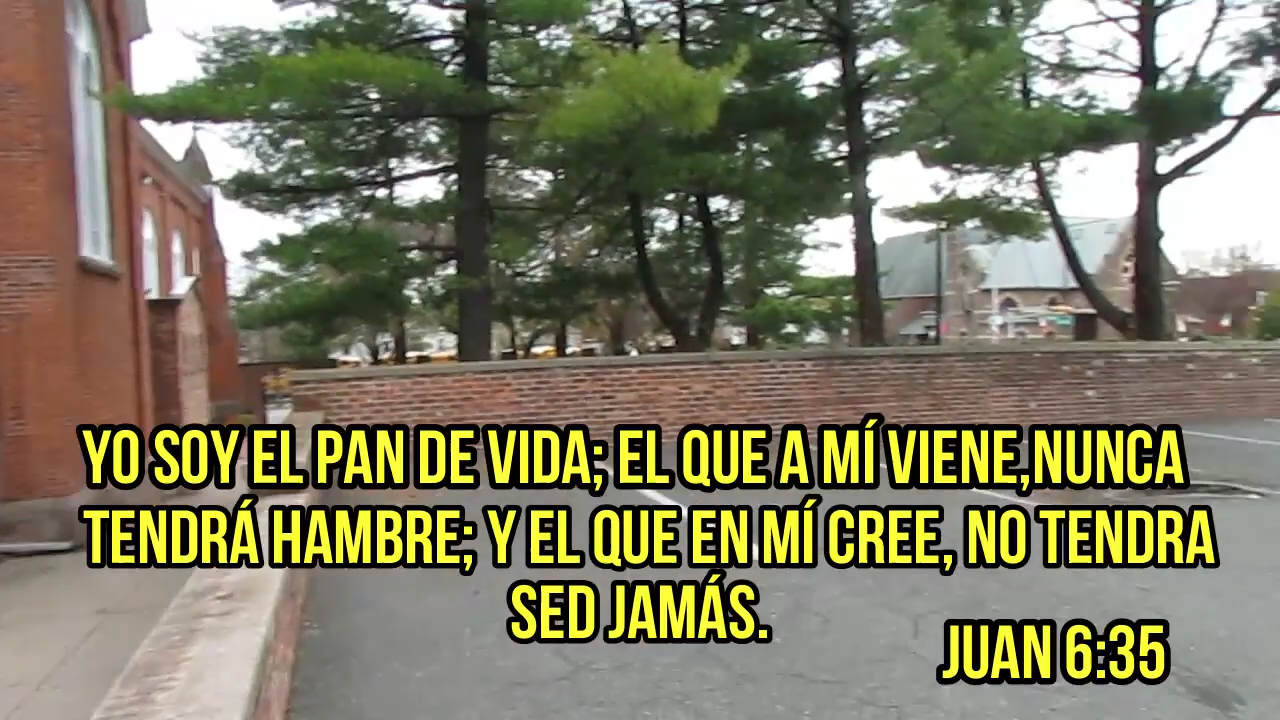 YO SOY EL PAN DE VIDA; EL QUE A MÍ VIENE,NUNCA
TENDRÁ HAMBRE; Y EL QUE EN MÍ CREE, NO TENDRA
SED JAMÁS.
JUAN 6:35